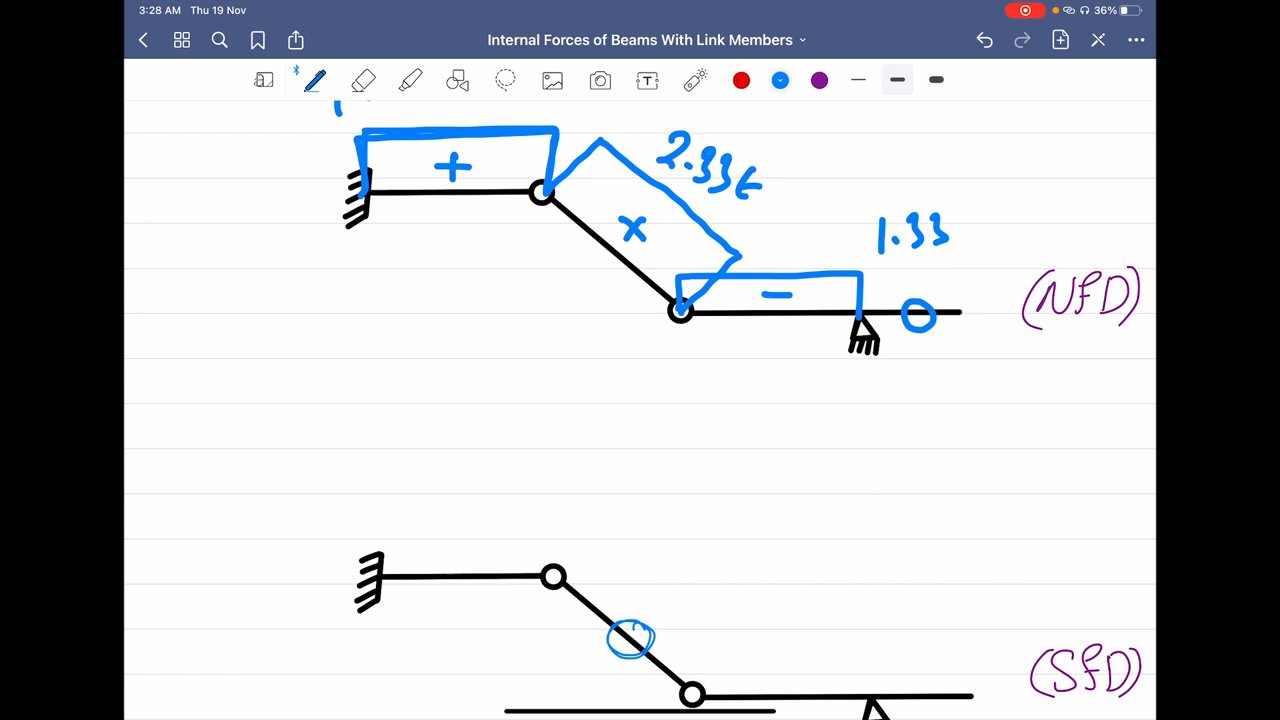 3:28 AM Thu 19 Nov
36%
Internal Forces of Beams With Link Members
T
+
2.33t
x
1.33
-
(NFD)
(SFD)